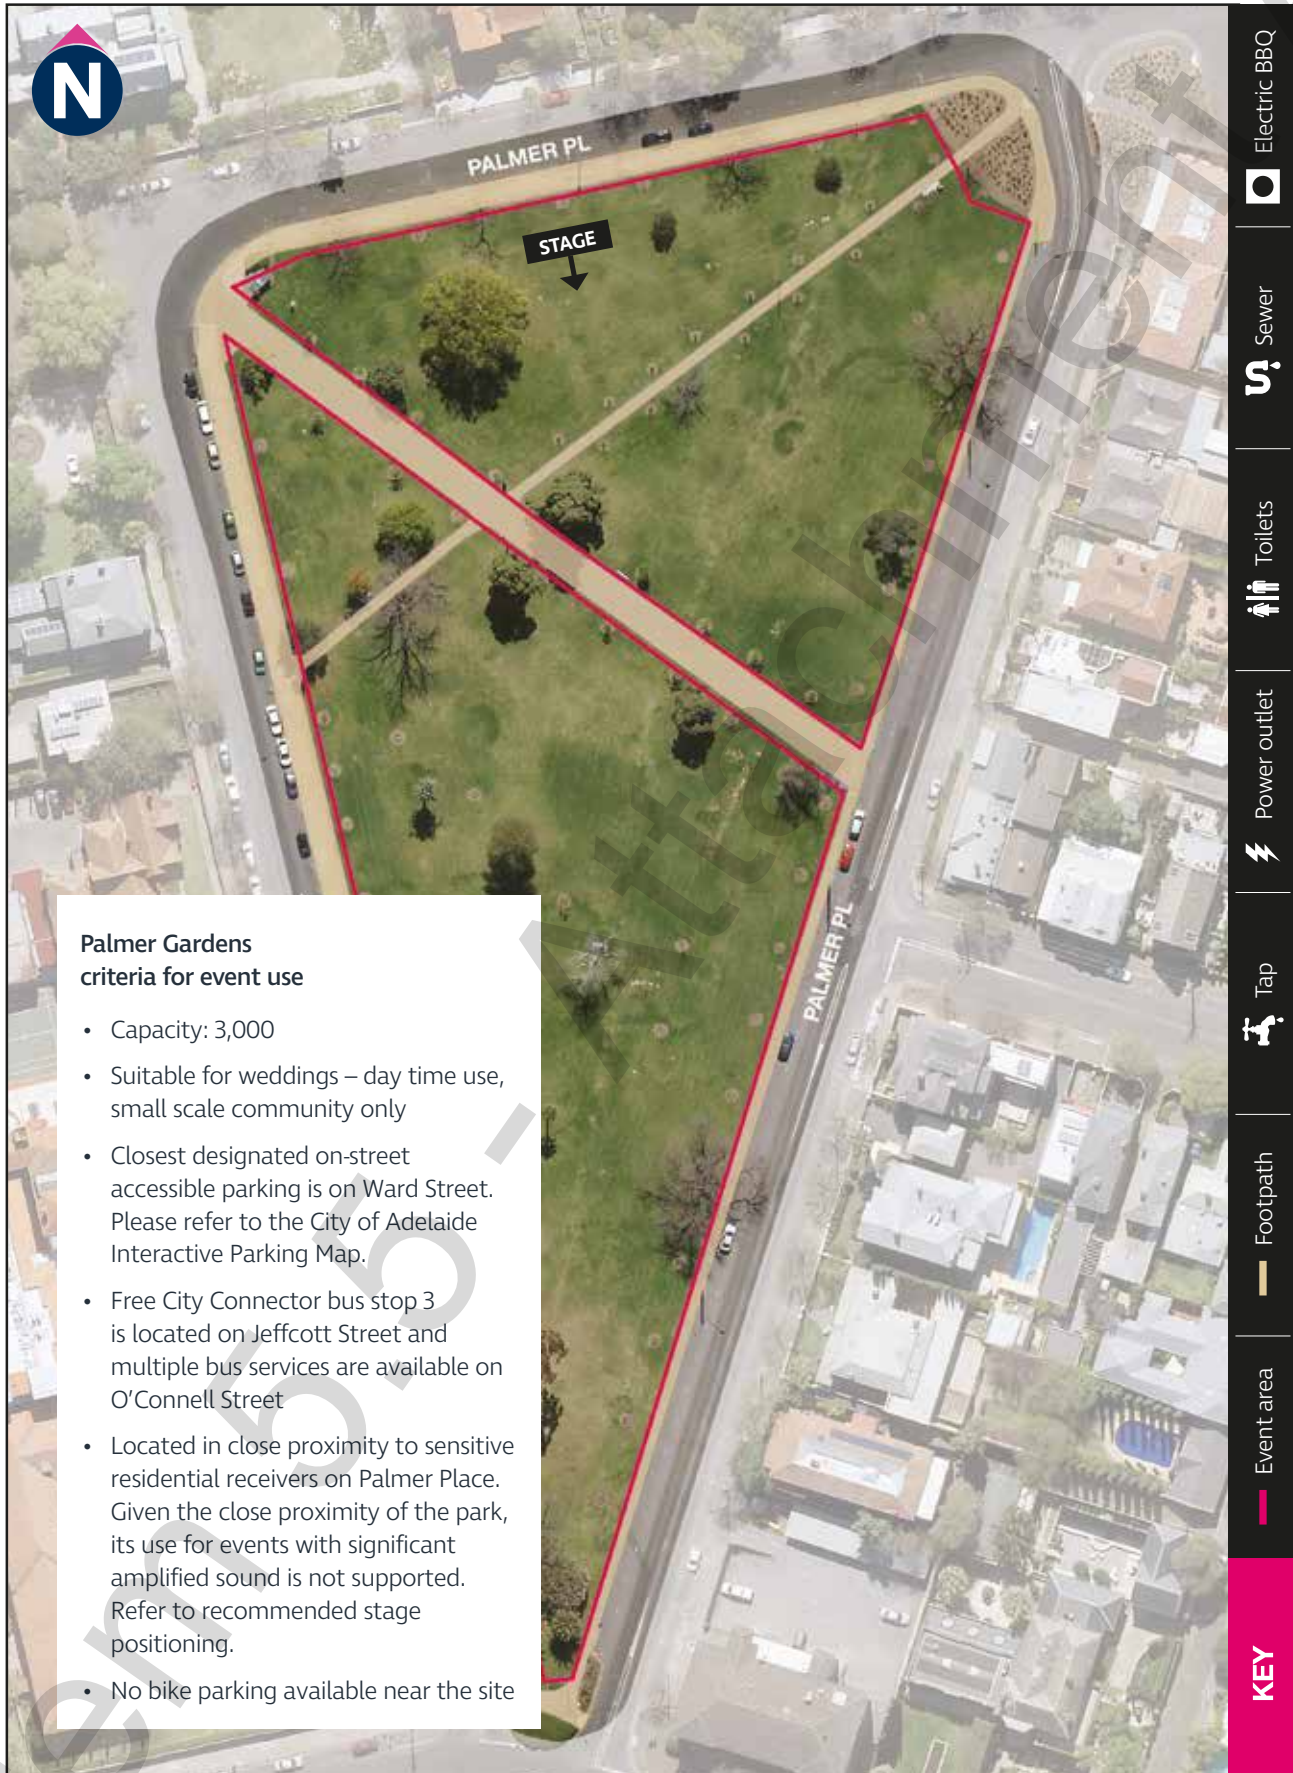 N
PALMER PL
STAGE
PALMER PL
Palmer Gardens
criteria for event use
• Capacity: 3,000
• Suitable for weddings – day time use,
small scale community only
• Closest designated on-street
accessible parking is on Ward Street.
Please refer to the City of Adelaide
Interactive Parking Map.
• Free City Connector bus stop 3
is located on Jeffcott Street and
multiple bus services are available on
O'Connell Street
• Located in close proximity to sensitive
residential receivers on Palmer Place.
Given the close proximity of the park,
its use for events with significant
amplified sound is not supported.
Refer to recommended stage
positioning.
• No bike parking available near the site
KEY
Event area
Footpath
Tap
Power outlet
Toilets
Sewer
Electric BBQ
em 5.5 - Attachment